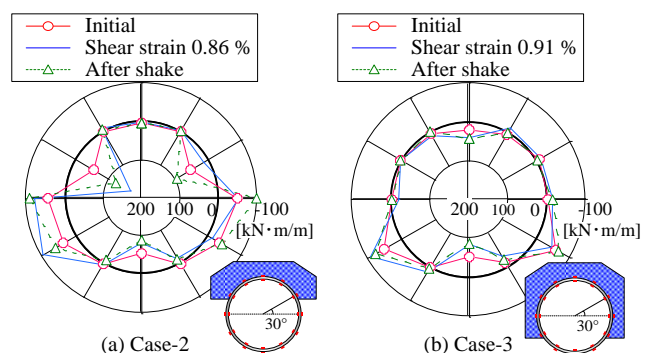 Initial
Shear strain 0.86 %
After shake
Initial
Shear strain 0.91 %
After shake
200 100 0 -100
[kN・m/m]
200 100 0 -100
[kN・m/m]
30°
30°
(a) Case-2
(b) Case-3